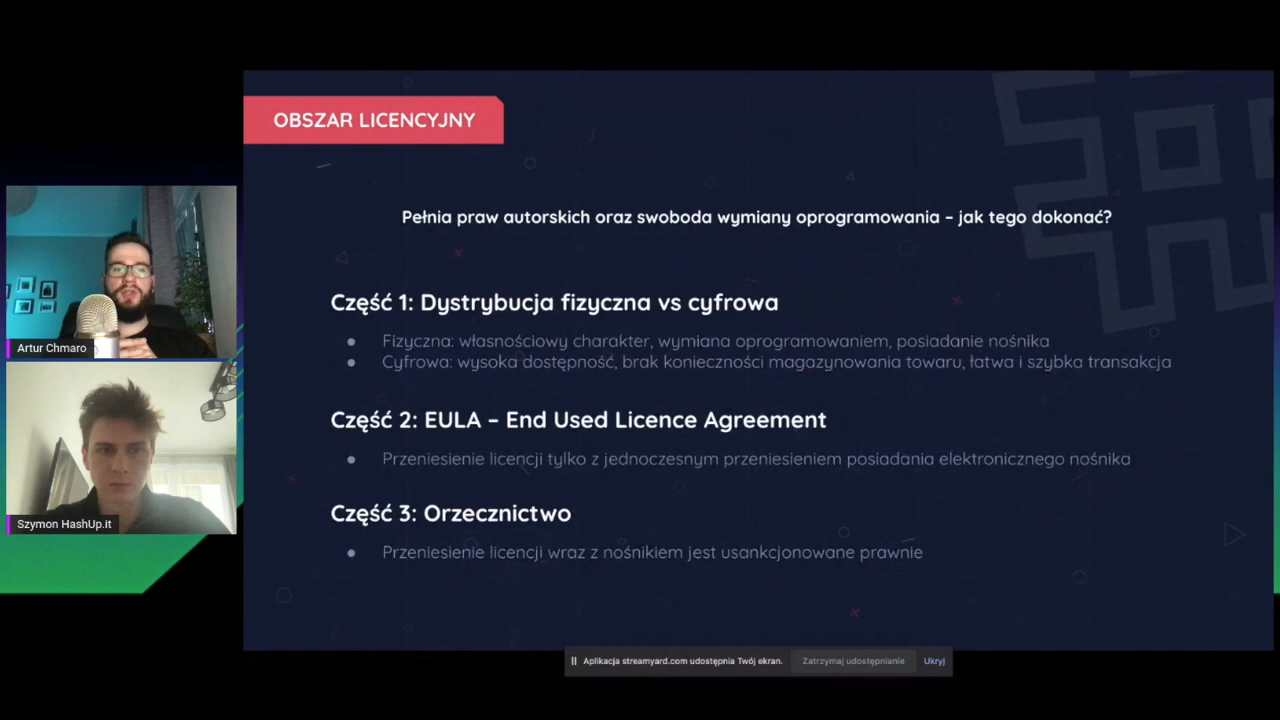 OBSZAR LICENCYJNY
Pełnia praw autorskich oraz swoboda wymiany oprogramowania – jak tego dokonać?
Część 1: Dystrybucja fizyczna vs cyfrowa
● Fizyczna: własnościowy charakter, wymiana oprogramowaniem, posiadanie nośnika
● Cyfrowa: wysoka dostępność, brak konieczności magazynowania towaru, łatwa i szybka transakcja
Część 2: EULA – End Used Licence Agreement
● Przeniesienie licencji tylko z jednoczesnym przeniesieniem posiadania elektronicznego nośnika
Część 3: Orzecznictwo
● Przeniesienie licencji wraz z nośnikiem jest usankcjonowane prawnie
Artur Chmaro
Szymon HashUp.it
Aplikacja streamyard.com udostępnia Twój ekran. Zatrzymaj udostępnianie Ukryj